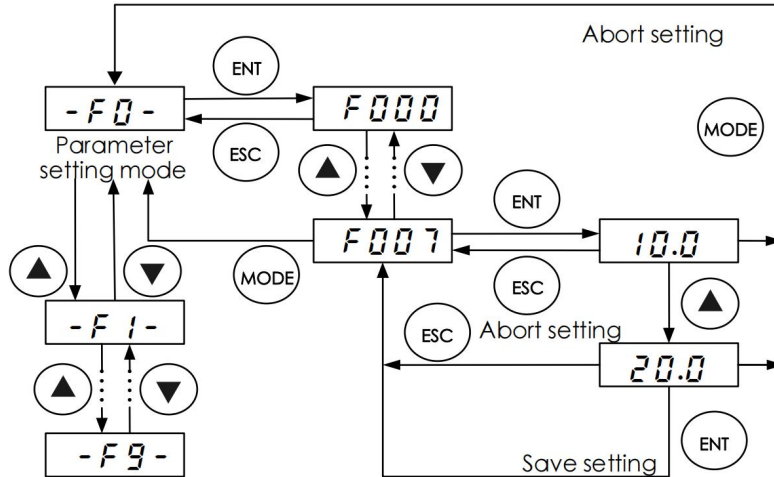 Abort setting
ENT
-F0-
F000
MODE
Parameter
setting mode
ESC
ENT
F007
10.0
MODE
ESC
-F1-
ESC
Abort setting
20.0
-F9-
ENT
Save setting